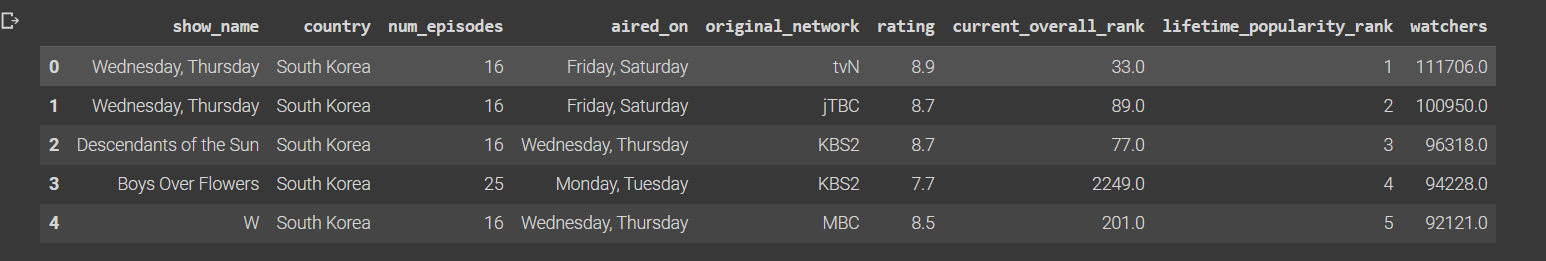 show_name country num_episodes aired_on original_network rating current_overall_rank lifetime_popularity_rank watchers
0 Wednesday, Thursday South Korea 16 Friday, Saturday tvN 8.9 33.0 1 111706.0
1 Wednesday, Thursday South Korea 16 Friday, Saturday jTBC 8.7 89.0 2 100950.0
2 Descendants of the Sun South Korea 16 Wednesday, Thursday KBS2 8.7 77.0 3 96318.0
3 Boys Over Flowers South Korea 25 Monday, Tuesday KBS2 7.7 2249.0 4 94228.0
4 W South Korea 16 Wednesday, Thursday MBC 8.5 201.0 5 92121.0